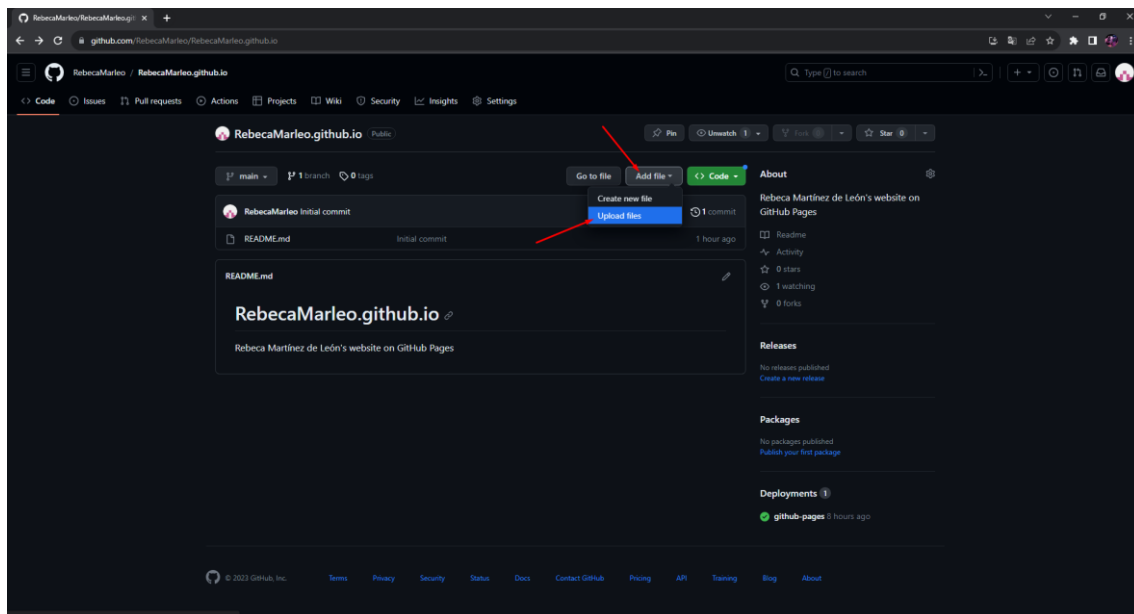 RebecaMarleo/RebecaMarleo.git
github.com/RebecaMarleo/RebecaMarleo.github.io
RebecaMarleo / RebecaMarleo.github.io
Type / to search
Code Issues Pull requests Actions Projects Wiki Security Insights Settings
RebecaMarleo.github.io Public
Pin Unwatch 1 Fork 0 Star 0
main 1 branch 0 tags Go to file Add file Code
Create new file
Upload files
RebecaMarleo Initial commit 1 commit
README.md Initial commit 1 hour ago
README.md
RebecaMarleo.github.io
Rebeca Martínez de León's website on GitHub Pages
About
Rebeca Martínez de León's website on
GitHub Pages
Readme
Activity
0 stars
1 watching
0 forks
Releases
No releases published
Create a new release
Packages
No packages published
Publish your first package
Deployments 1
github-pages 8 hours ago
© 2023 GitHub, Inc. Terms Privacy Security Status Docs Contact GitHub Pricing API Training Blog About